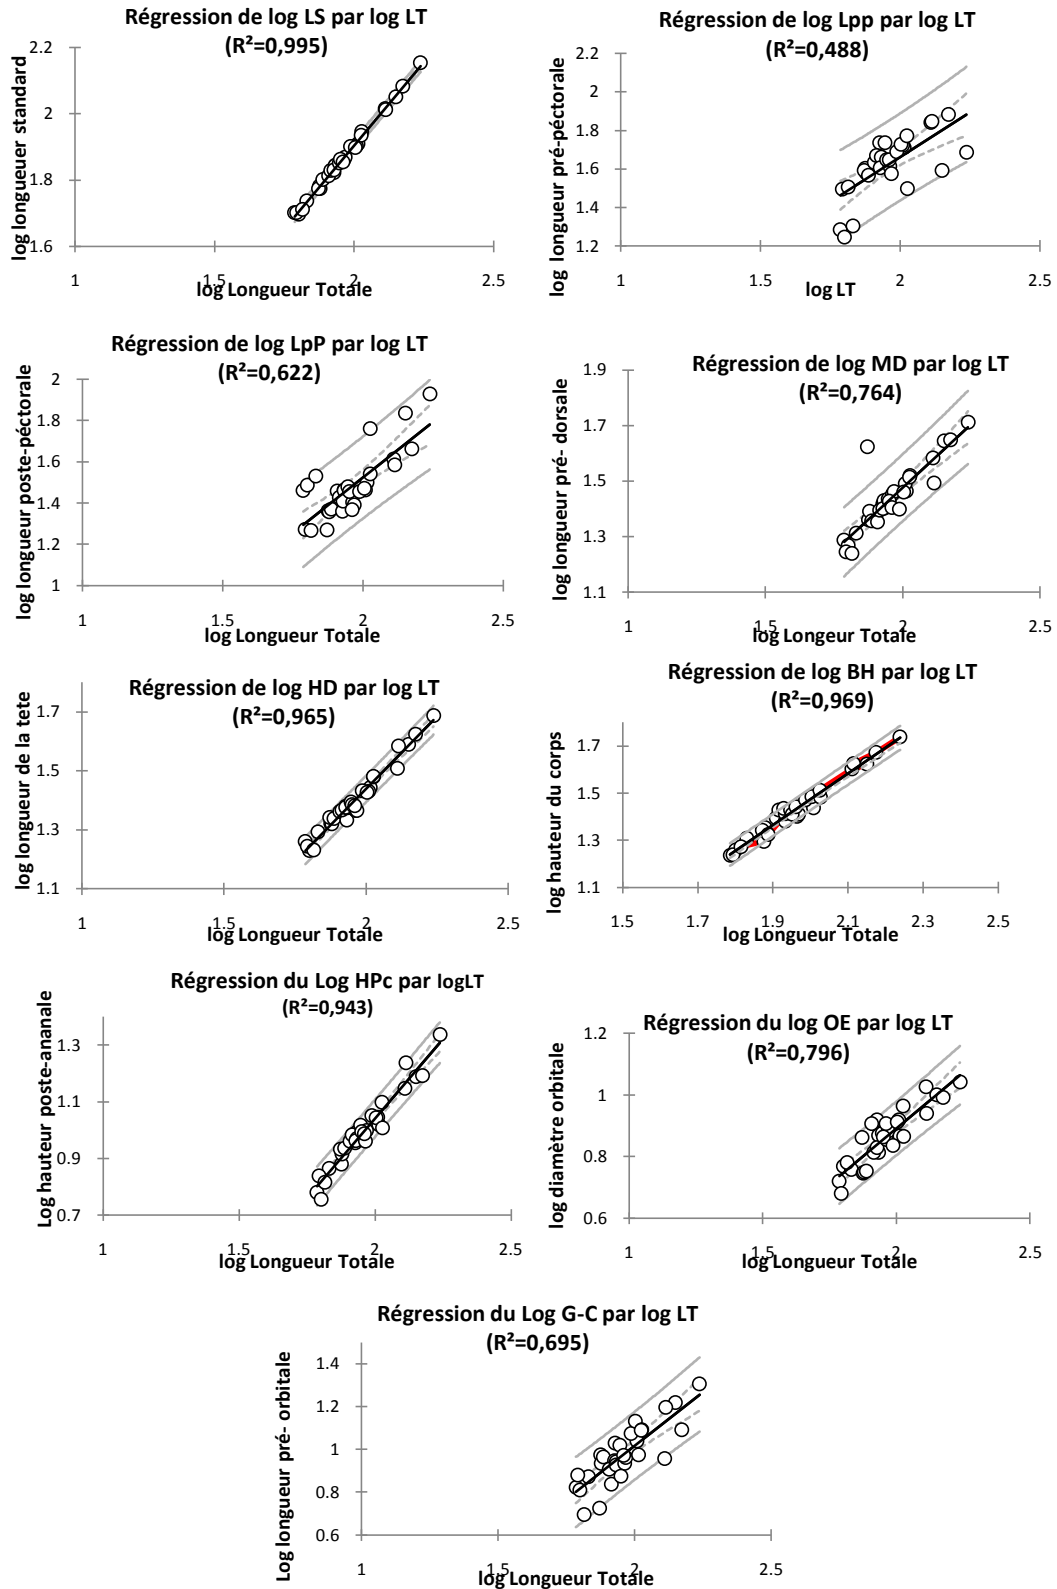 Régression de log LS par log LT
(R²=0,995)
log longueuer standard
2.2
2
1.8
1.6
1
1.5
2
2.5
log Longueur Totale
Régression de log Lpp par log LT
(R²=0,488)
log longueur pré-péctorale
2.2
2
1.8
1.6
1.4
1.2
1
1.5
2
2.5
log LT
Régression de log LpP par log LT
(R²=0,622)
log longueur poste-péctorale
2
1.8
1.6
1.4
1.2
1
1
1.5
2
2.5
log Longueur Totale
Régression de log MD par log LT
(R²=0,764)
log longueur pré- dorsale
1.9
1.7
1.5
1.3
1.1
1
1.5
2
2.5
log Longueur Totale
Régression de log HD par log LT
(R²=0,965)
log longueur de la tete
1.7
1.5
1.3
1.1
1
1.5
2
2.5
log Longueur Totale
Régression de log BH par log LT
(R²=0,969)
log hauteur du corps
1.7
1.5
1.3
1.1
1.5
1.7
1.9
2.1
2.3
2.5
log Longueur Totale
Régression du Log HPc par logLT
(R²=0,943)
Log hauteur poste-ananale
1.3
1.1
0.9
0.7
1
1.5
2
2.5
log Longueur Totale
Régression du log OE par log LT
(R²=0,796)
log diamètre orbitale
1.2
1
0.8
0.6
1
1.5
2
2.5
log Longueur Totale
Régression du Log G-C par log LT
(R²=0,695)
Log longueur pré- orbitale
1.4
1.2
1
0.8
0.6
1
1.5
2
2.5
log Longueur Totale